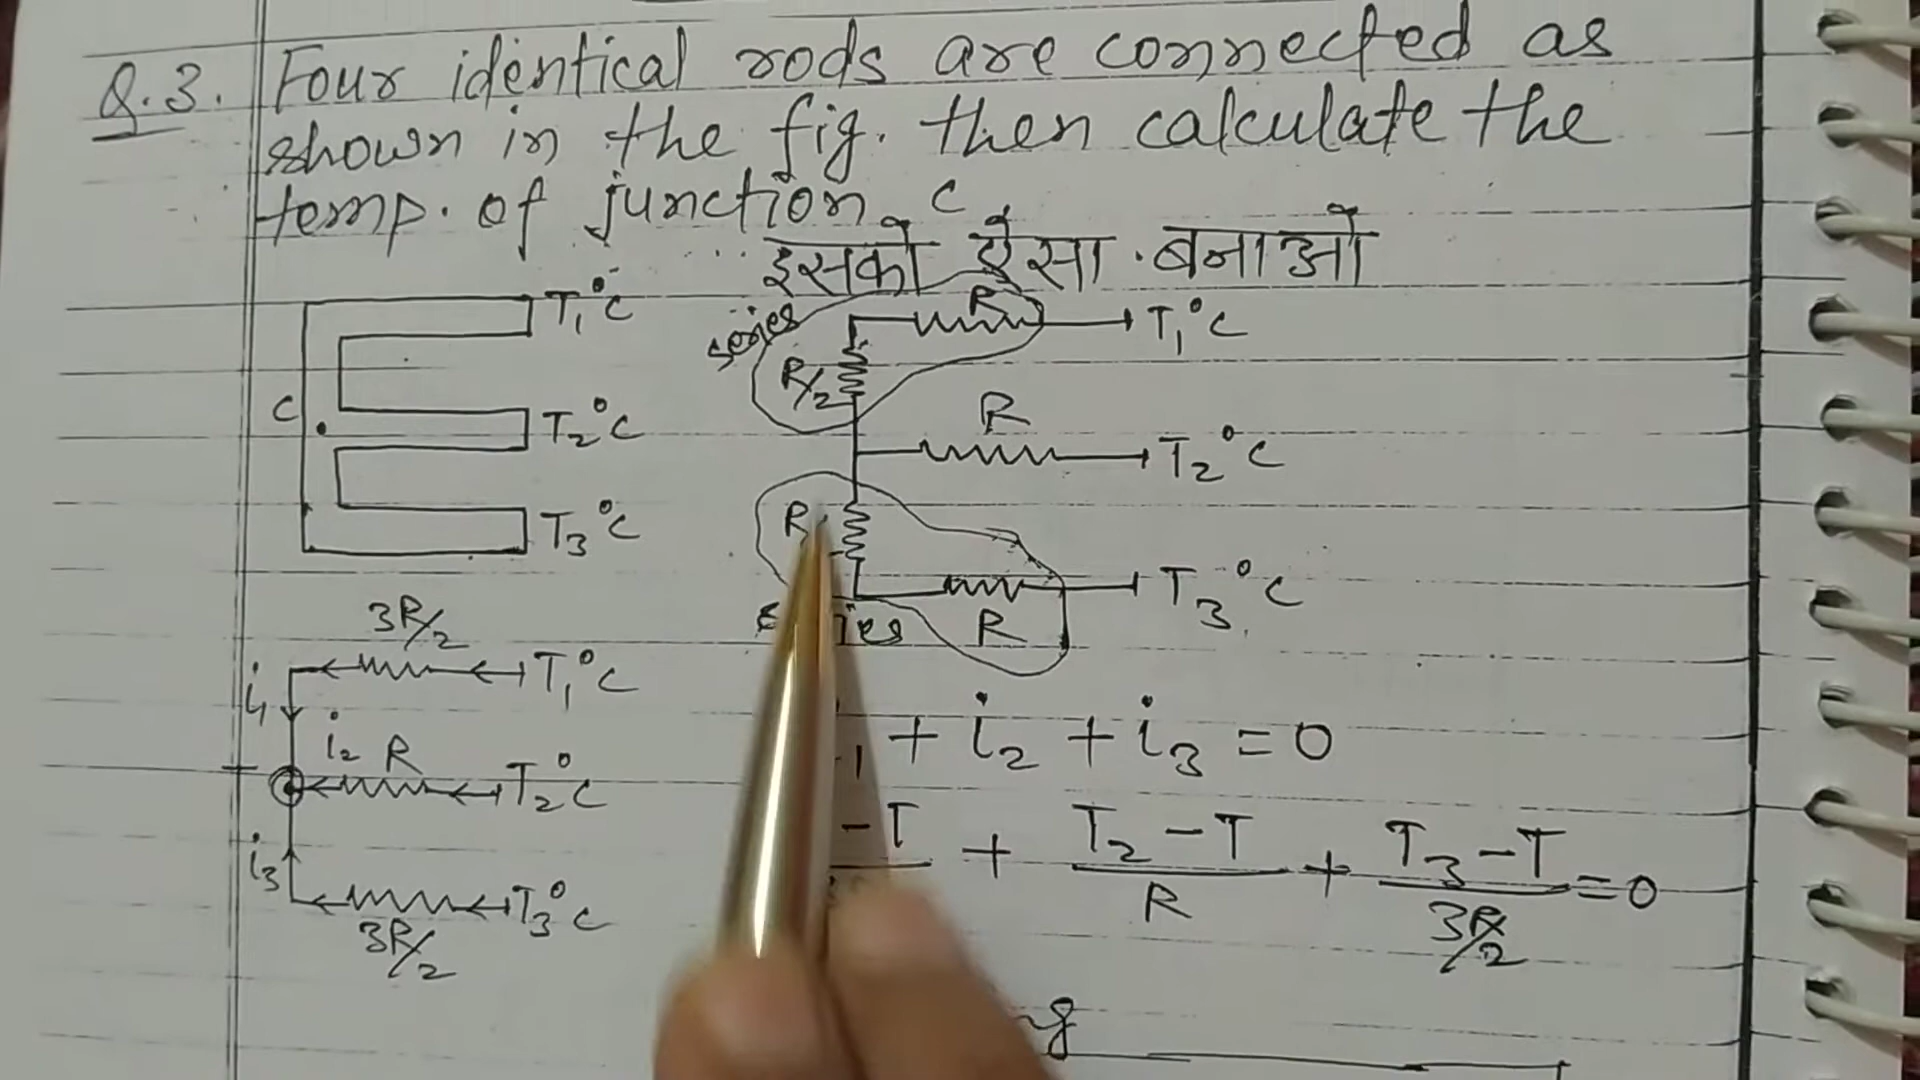 Q.3. Four identical rods are connected as
shown in the fig. then calculate the
temp. of junction C
इसको ऐसा बनाओ
T₁°C
C
T₂°C
T₃°C
series
R
T₁°C
R/2
R
T₂°C
R
T₃°C
R
3R/2
i₁
T₁°C
i₂ R
T₂°C
i₃
T₃°C
3R/2
+ i₂ + i₃ = 0
-T + T₂-T/R + T₃-T/3R/2 = 0